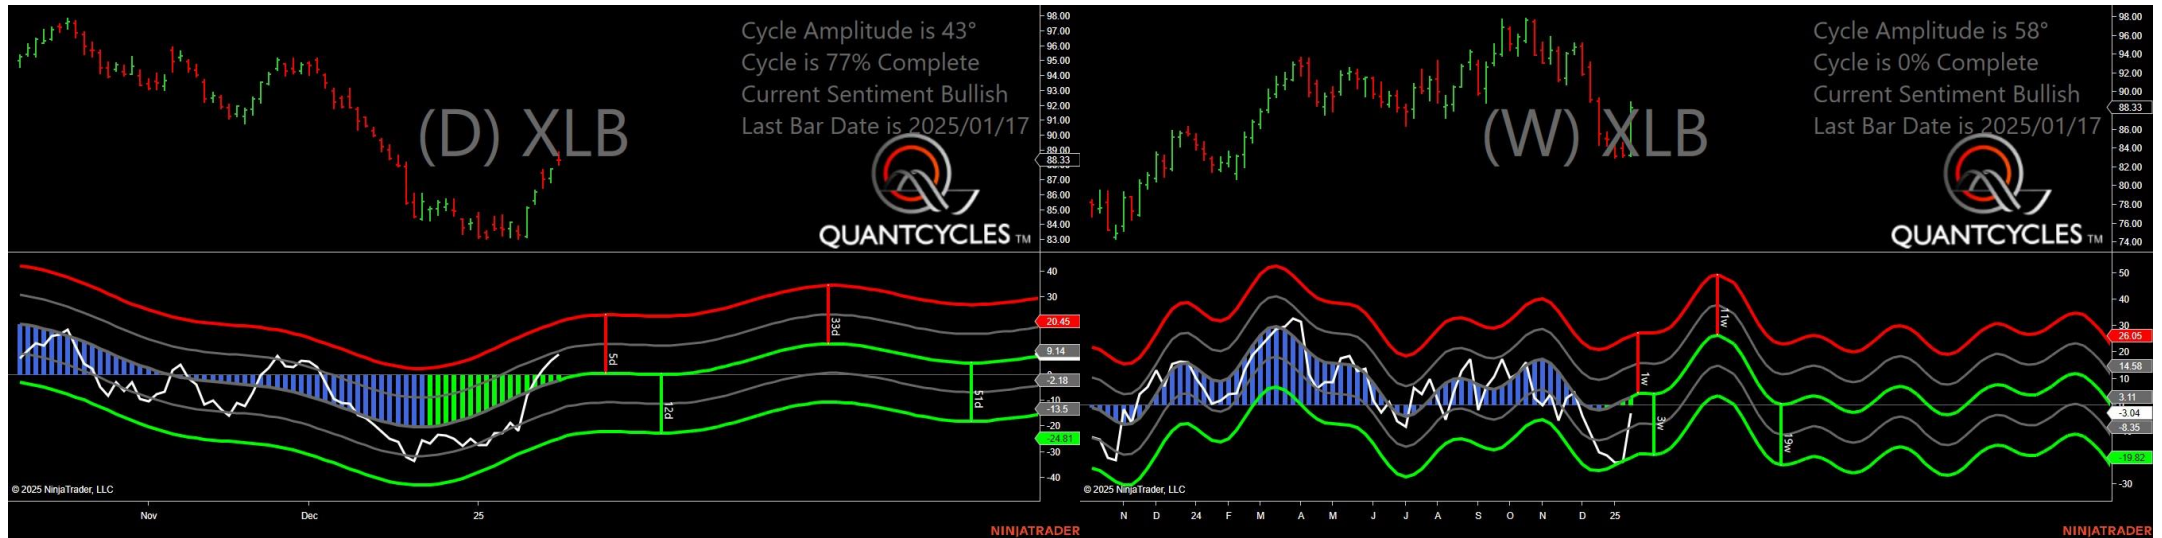 Cycle Amplitude is 43°
Cycle is 77% Complete
Current Sentiment Bullish
Last Bar Date is 2025/01/17
(D) XLB
QUANTCYCLES TM
98.00
97.00
96.00
95.00
94.00
93.00
92.00
91.00
90.00
89.00
88.33
87.00
86.00
85.00
84.00
83.00
40
30
20.45
9.14
-2.18
-10
-13.5
-20
-24.81
-30
-40
5d
12d
33d
51d
© 2025 NinjaTrader, LLC
Nov
Dec
25
NINJATRADER
Cycle Amplitude is 58°
Cycle is 0% Complete
Current Sentiment Bullish
Last Bar Date is 2025/01/17
(W) XLB
QUANTCYCLES TM
98.00
96.00
94.00
92.00
90.00
88.33
86.00
84.00
82.00
80.00
78.00
76.00
74.00
50
40
30
26.05
20
14.58
10
3.11
-3.04
-8.35
-19.82
-30
1w
3w
11w
19w
© 2025 NinjaTrader, LLC
N
D
24
F
M
A
M
J
J
A
S
O
N
D
25
NINJATRADER